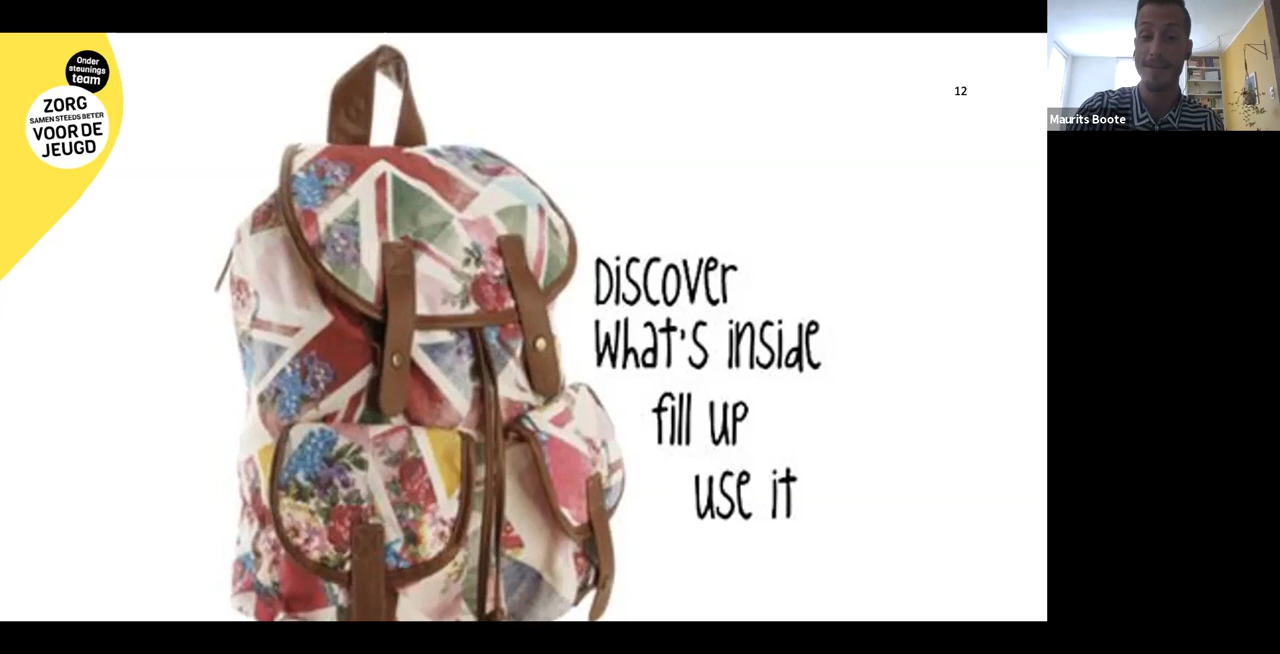 Onder
steunings
team
ZORG
SAMEN STEEDS BETER
VOOR DE
JEUGD
12
Discover
What's inside
fill up
use it
Maurits Boote